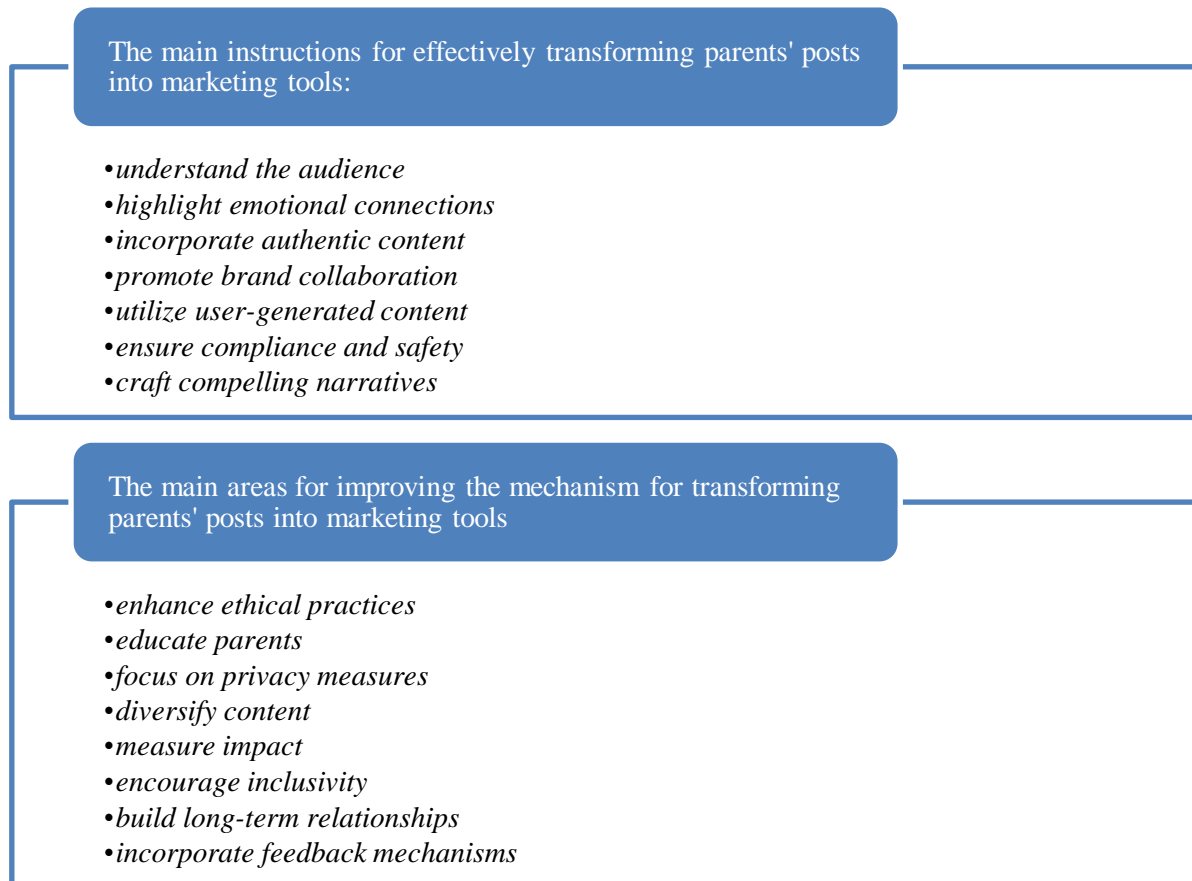 The main instructions for effectively transforming parents' posts
into marketing tools:
•understand the audience
•highlight emotional connections
•incorporate authentic content
•promote brand collaboration
•utilize user-generated content
•ensure compliance and safety
•craft compelling narratives
The main areas for improving the mechanism for transforming
parents' posts into marketing tools
•enhance ethical practices
•educate parents
•focus on privacy measures
•diversify content
•measure impact
•encourage inclusivity
•build long-term relationships
•incorporate feedback mechanisms